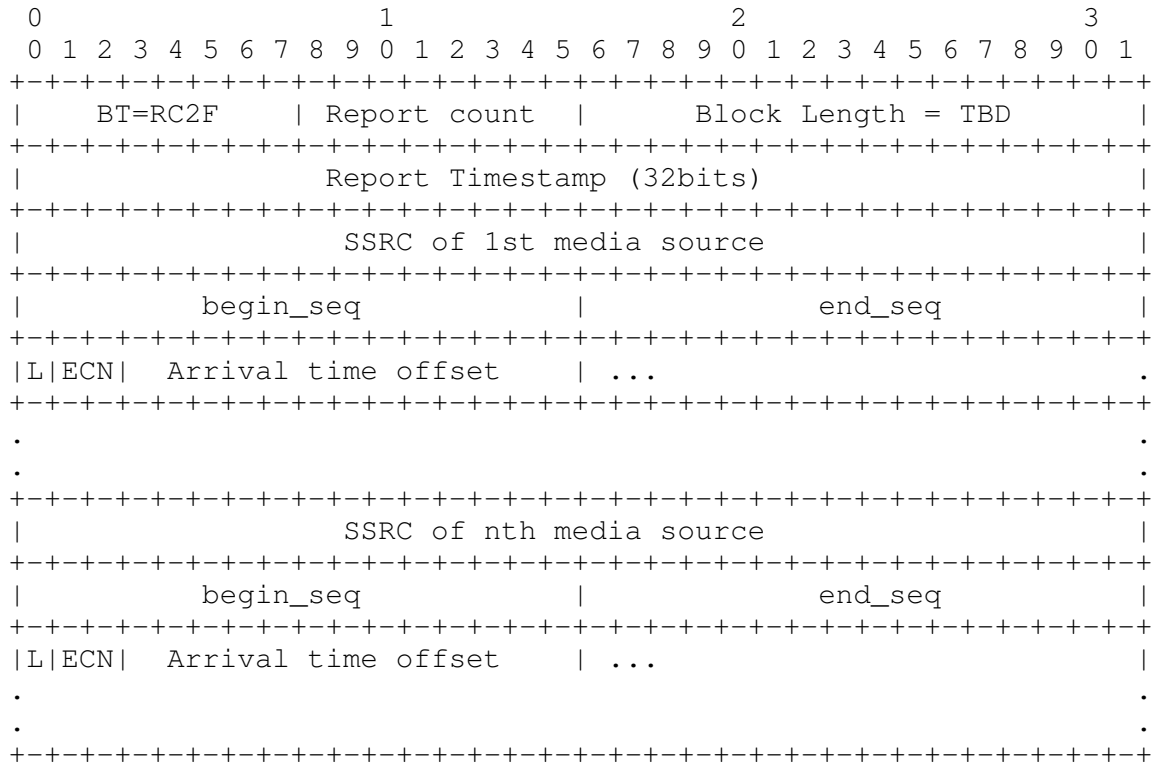 0                   1                   2                   3
 0 1 2 3 4 5 6 7 8 9 0 1 2 3 4 5 6 7 8 9 0 1 2 3 4 5 6 7 8 9 0 1
+-+-+-+-+-+-+-+-+-+-+-+-+-+-+-+-+-+-+-+-+-+-+-+-+-+-+-+-+-+-+-+-+
|    BT=RC2F    | Report count  |      Block Length = TBD       |
+-+-+-+-+-+-+-+-+-+-+-+-+-+-+-+-+-+-+-+-+-+-+-+-+-+-+-+-+-+-+-+-+
|                 Report Timestamp (32bits)                     |
+-+-+-+-+-+-+-+-+-+-+-+-+-+-+-+-+-+-+-+-+-+-+-+-+-+-+-+-+-+-+-+-+
|                  SSRC of 1st media source                     |
+-+-+-+-+-+-+-+-+-+-+-+-+-+-+-+-+-+-+-+-+-+-+-+-+-+-+-+-+-+-+-+-+
|          begin_seq            |             end_seq           |
+-+-+-+-+-+-+-+-+-+-+-+-+-+-+-+-+-+-+-+-+-+-+-+-+-+-+-+-+-+-+-+-+
|L|ECN|  Arrival time offset    | ...                           .
+-+-+-+-+-+-+-+-+-+-+-+-+-+-+-+-+-+-+-+-+-+-+-+-+-+-+-+-+-+-+-+-+
.                                                               .
.                                                               .
+-+-+-+-+-+-+-+-+-+-+-+-+-+-+-+-+-+-+-+-+-+-+-+-+-+-+-+-+-+-+-+-+
|                  SSRC of nth media source                     |
+-+-+-+-+-+-+-+-+-+-+-+-+-+-+-+-+-+-+-+-+-+-+-+-+-+-+-+-+-+-+-+-+
|          begin_seq            |             end_seq           |
+-+-+-+-+-+-+-+-+-+-+-+-+-+-+-+-+-+-+-+-+-+-+-+-+-+-+-+-+-+-+-+-+
|L|ECN|  Arrival time offset    | ...                           |
.                                                               .
.                                                               .
+-+-+-+-+-+-+-+-+-+-+-+-+-+-+-+-+-+-+-+-+-+-+-+-+-+-+-+-+-+-+-+-+